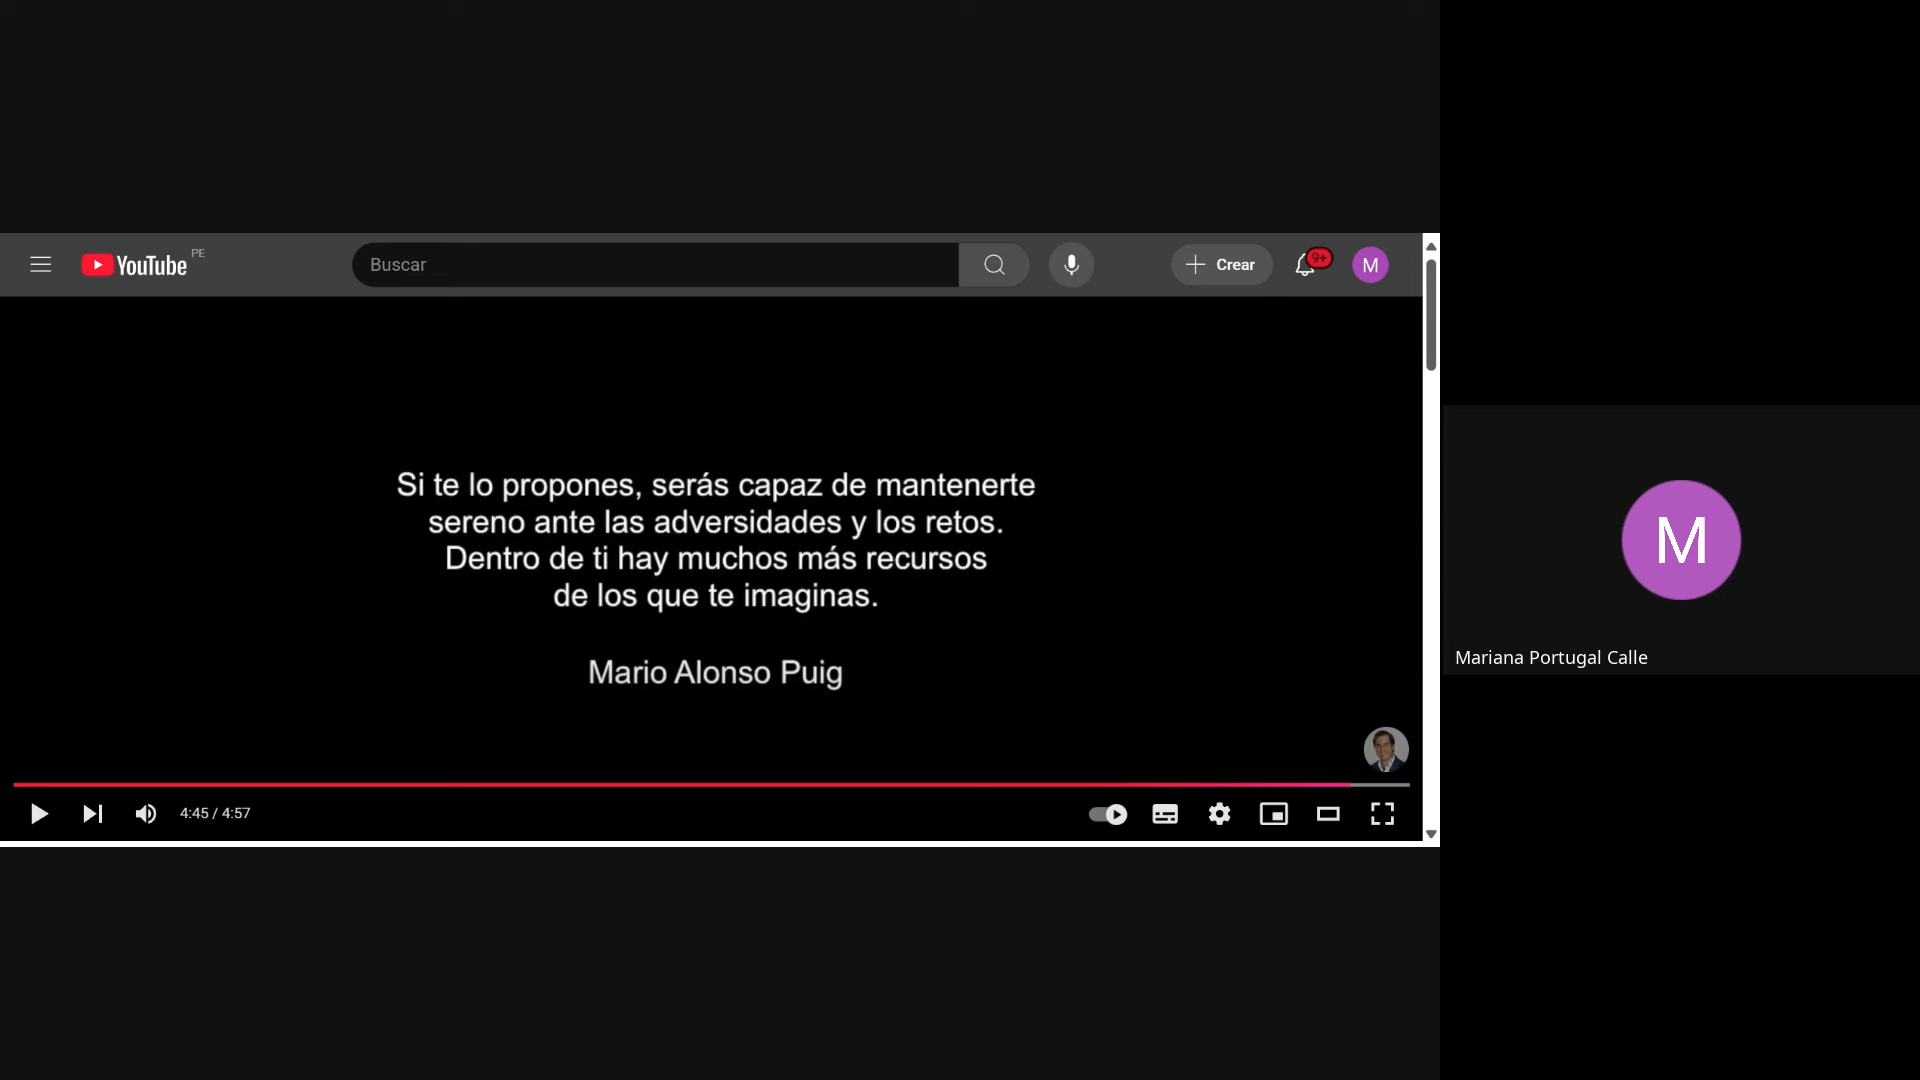 YouTube PE
Buscar
Crear
9+
M
Si te lo propones, serás capaz de mantenerte
sereno ante las adversidades y los retos.
Dentro de ti hay muchos más recursos
de los que te imaginas.
Mario Alonso Puig
4:45 / 4:57
M
Mariana Portugal Calle